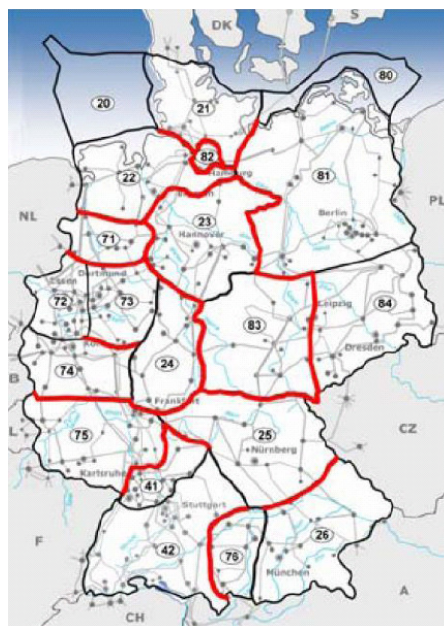 DK
S
80
20
21
82
Hamburg
22
81
PL
NL
23
71
Hannover
Berlin
Essen
Dortmund
72
73
Leipzig
84
83
Dresden
74
24
B
Frankfurt
L
75
25
CZ
Nürnberg
Karlsruhe
41
Stuttgart
F
42
76
26
München
A
CH